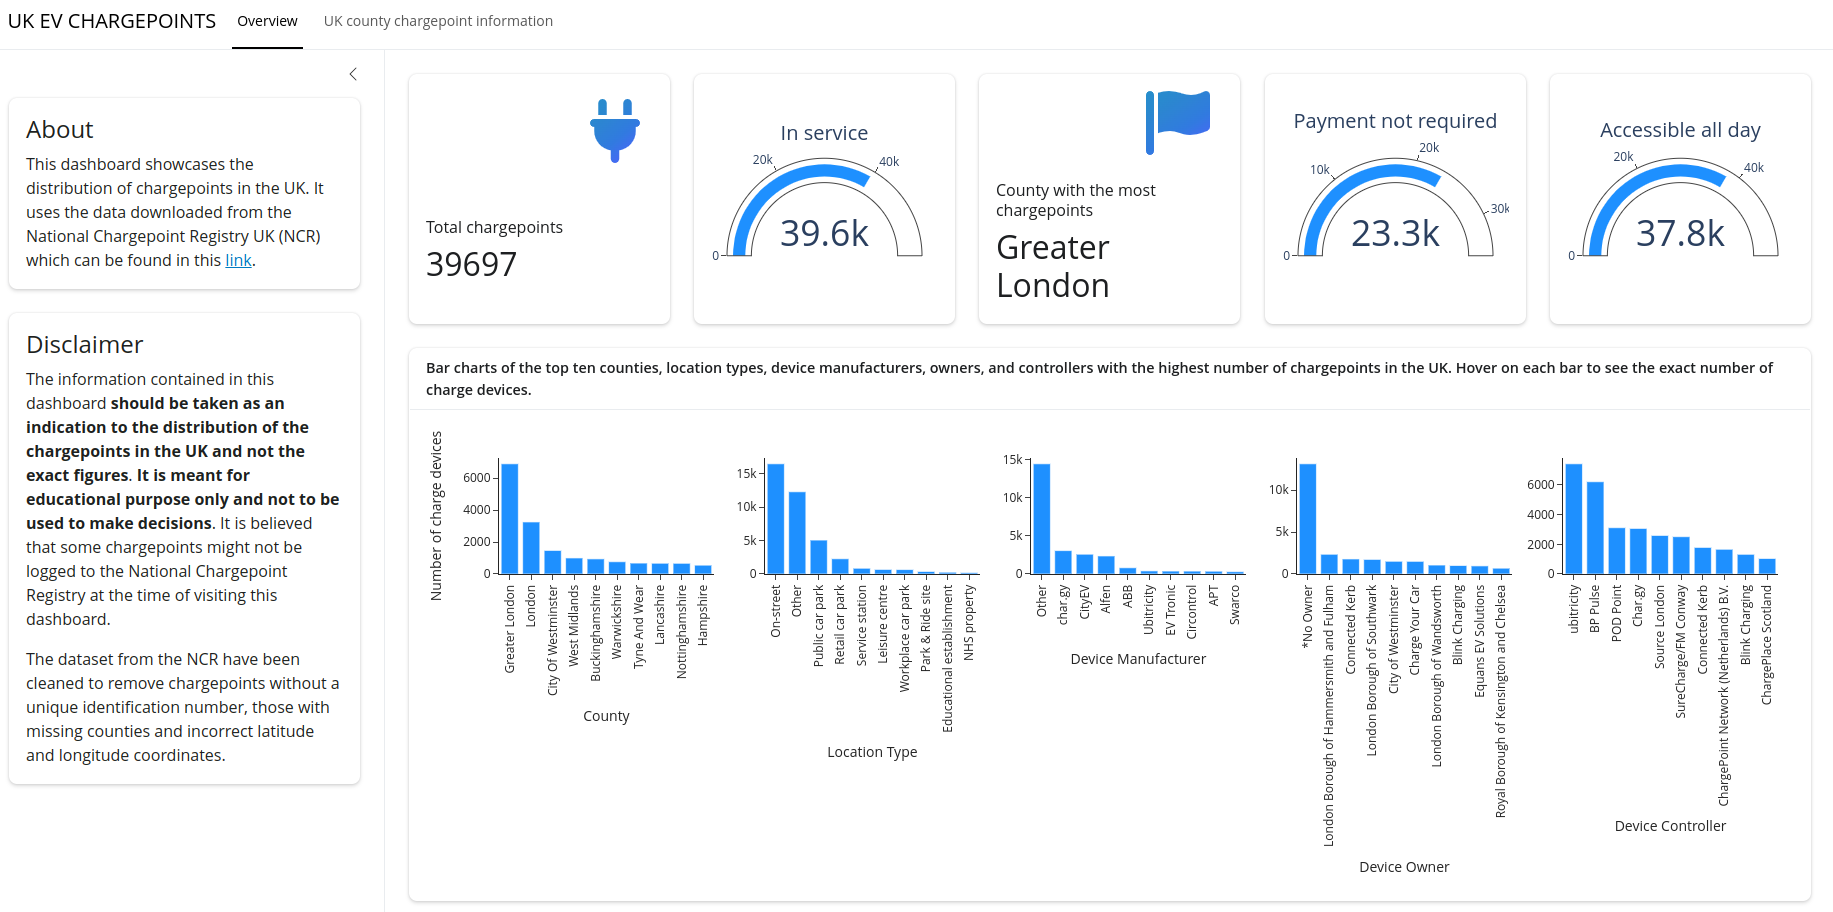 UK EV CHARGEPOINTS
Overview
UK county chargepoint information
About
This dashboard showcases the
distribution of chargepoints in the UK. It
uses the data downloaded from the
National Chargepoint Registry UK (NCR)
which can be found in this link.
Disclaimer
The information contained in this
dashboard should be taken as an
indication to the distribution of the
chargepoints in the UK and not the
exact figures. It is meant for
educational purpose only and not to be
used to make decisions. It is believed
that some chargepoints might not be
logged to the National Chargepoint
Registry at the time of visiting this
dashboard.
The dataset from the NCR have been
cleaned to remove chargepoints without a
unique identification number, those with
missing counties and incorrect latitude
and longitude coordinates.
Total chargepoints
39697
In service
0
20k
40k
39.6k
County with the most
chargepoints
Greater
London
Payment not required
0
10k
20k
30k
23.3k
Accessible all day
0
20k
40k
37.8k
Bar charts of the top ten counties, location types, device manufacturers, owners, and controllers with the highest number of chargepoints in the UK. Hover on each bar to see the exact number of
charge devices.
Number of charge devices
6000
4000
2000
0
Greater London
London
City Of Westminster
West Midlands
Buckinghamshire
Warwickshire
Tyne And Wear
Lancashire
Nottinghamshire
Hampshire
County
15k
10k
5k
0
On-street
Other
Public car park
Retail car park
Service station
Leisure centre
Workplace car park
Park & Ride site
Educational establishment
NHS property
Location Type
15k
10k
5k
0
Other
char.gy
CityEV
Alfen
ABB
Ubitricity
EV Tronic
Circontrol
APT
Swarco
Device Manufacturer
10k
5k
0
*No Owner
London Borough of Hammersmith and Fulham
Connected Kerb
London Borough of Southwark
City of Westminster
Charge Your Car
London Borough of Wandsworth
Blink Charging
Equans EV Solutions
Royal Borough of Kensington and Chelsea
Device Owner
6000
4000
2000
0
ubitricity
BP Pulse
POD Point
Char.gy
Source London
SureCharge/FM Conway
Connected Kerb
ChargePoint Network (Netherlands) B.V.
Blink Charging
ChargePlace Scotland
Device Controller